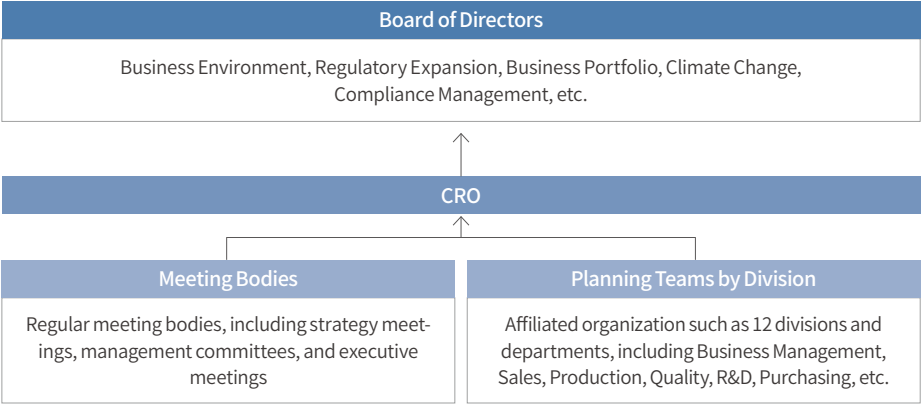 Board of Directors
Business Environment, Regulatory Expansion, Business Portfolio, Climate Change,
Compliance Management, etc.
CRO
Meeting Bodies
Regular meeting bodies, including strategy meet-
ings, management committees, and executive
meetings
Planning Teams by Division
Affiliated organization such as 12 divisions and
departments, including Business Management,
Sales, Production, Quality, R&D, Purchasing, etc.